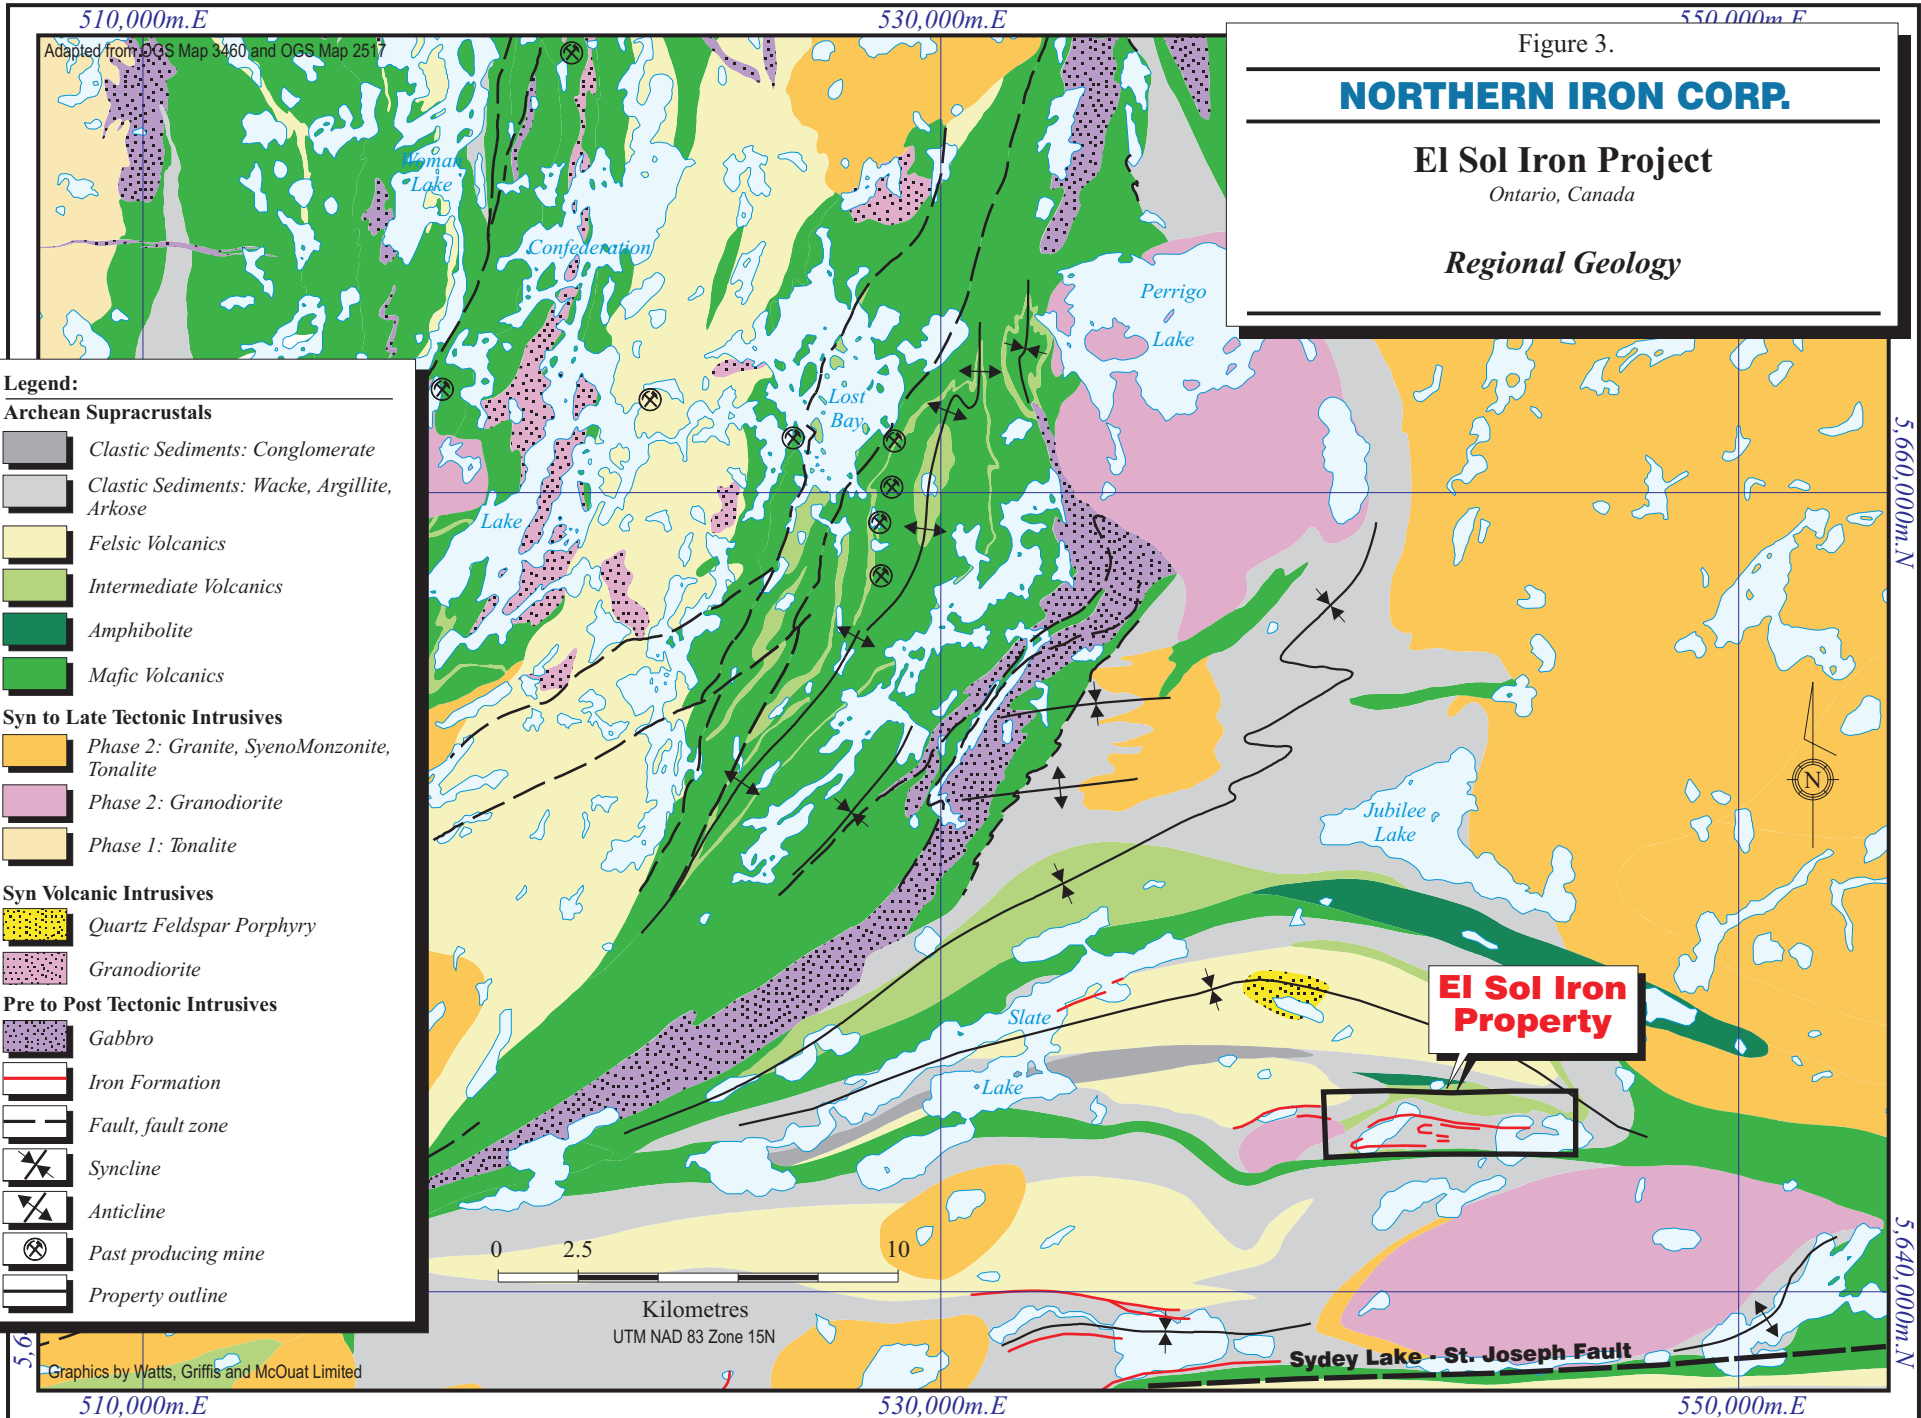 510,000m.E
530,000m.E
550,000m.E
Adapted from OGS Map 3460 and OGS Map 2517
Figure 3.
NORTHERN IRON CORP.
El Sol Iron Project
Ontario, Canada
Regional Geology
Woman
Lake
Confederation
Perrigo
Lake
Lost
Bay
Lake
5,660,000m.N
Legend:
Archean Supracrustals
Clastic Sediments: Conglomerate
Clastic Sediments: Wacke, Argillite,
Arkose
Felsic Volcanics
Intermediate Volcanics
Amphibolite
Mafic Volcanics
Syn to Late Tectonic Intrusives
Phase 2: Granite, SyenoMonzonite,
Tonalite
Phase 2: Granodiorite
Phase 1: Tonalite
Syn Volcanic Intrusives
Quartz Feldspar Porphyry
Granodiorite
Pre to Post Tectonic Intrusives
Gabbro
Iron Formation
Fault, fault zone
Syncline
Anticline
Past producing mine
Property outline
N
Jubilee
Lake
El Sol Iron
Property
Slate
Lake
0 2.5 10
Kilometres
UTM NAD 83 Zone 15N
5,640,000m.N
5,6
Sydey Lake - St. Joseph Fault
Graphics by Watts, Griffis and McOuat Limited
510,000m.E
530,000m.E
550,000m.E